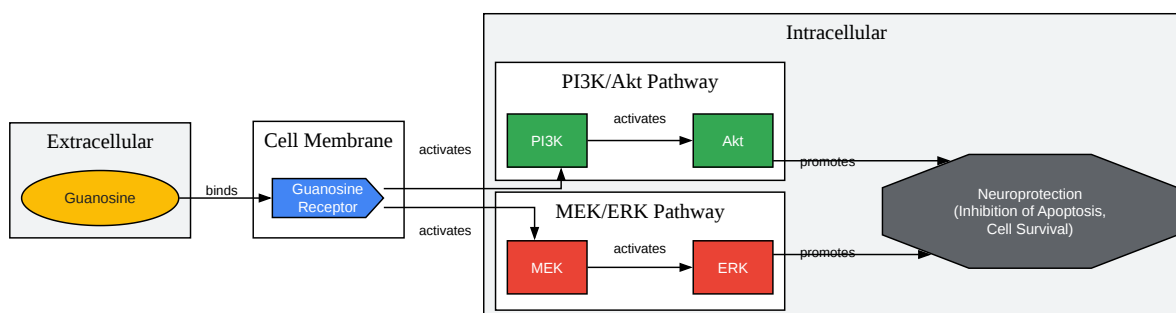 Intracellular
PI3K/Akt Pathway
Extracellular
Cell Membrane
activates
PI3K
activates
Akt
promotes
Guanosine
binds
Guanosine
Receptor
activates
MEK/ERK Pathway
MEK
activates
ERK
promotes
Neuroprotection
(Inhibition of Apoptosis,
Cell Survival)